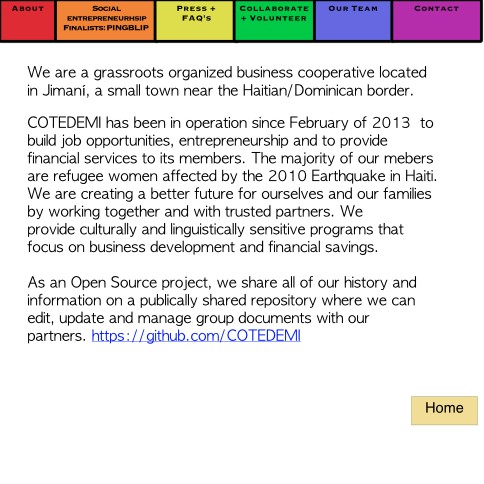 About
Social
entrepreneurhsip
Finalists:PINGBLIP
Press +
FAQ's
Collaborate
+ Volunteer
Our Team
Contact
We are a grassroots organized business cooperative located
in Jimaní, a small town near the Haitian/Dominican border.
COTEDEMI has been in operation since February of 2013 to
build job opportunities, entrepreneurship and to provide
financial services to its members. The majority of our mebers
are refugee women affected by the 2010 Earthquake in Haiti.
We are creating a better future for ourselves and our families
by working together and with trusted partners. We
provide culturally and linguistically sensitive programs that
focus on business development and financial savings.
As an Open Source project, we share all of our history and
information on a publically shared repository where we can
edit, update and manage group documents with our
partners. https://github.com/COTEDEMI
Home